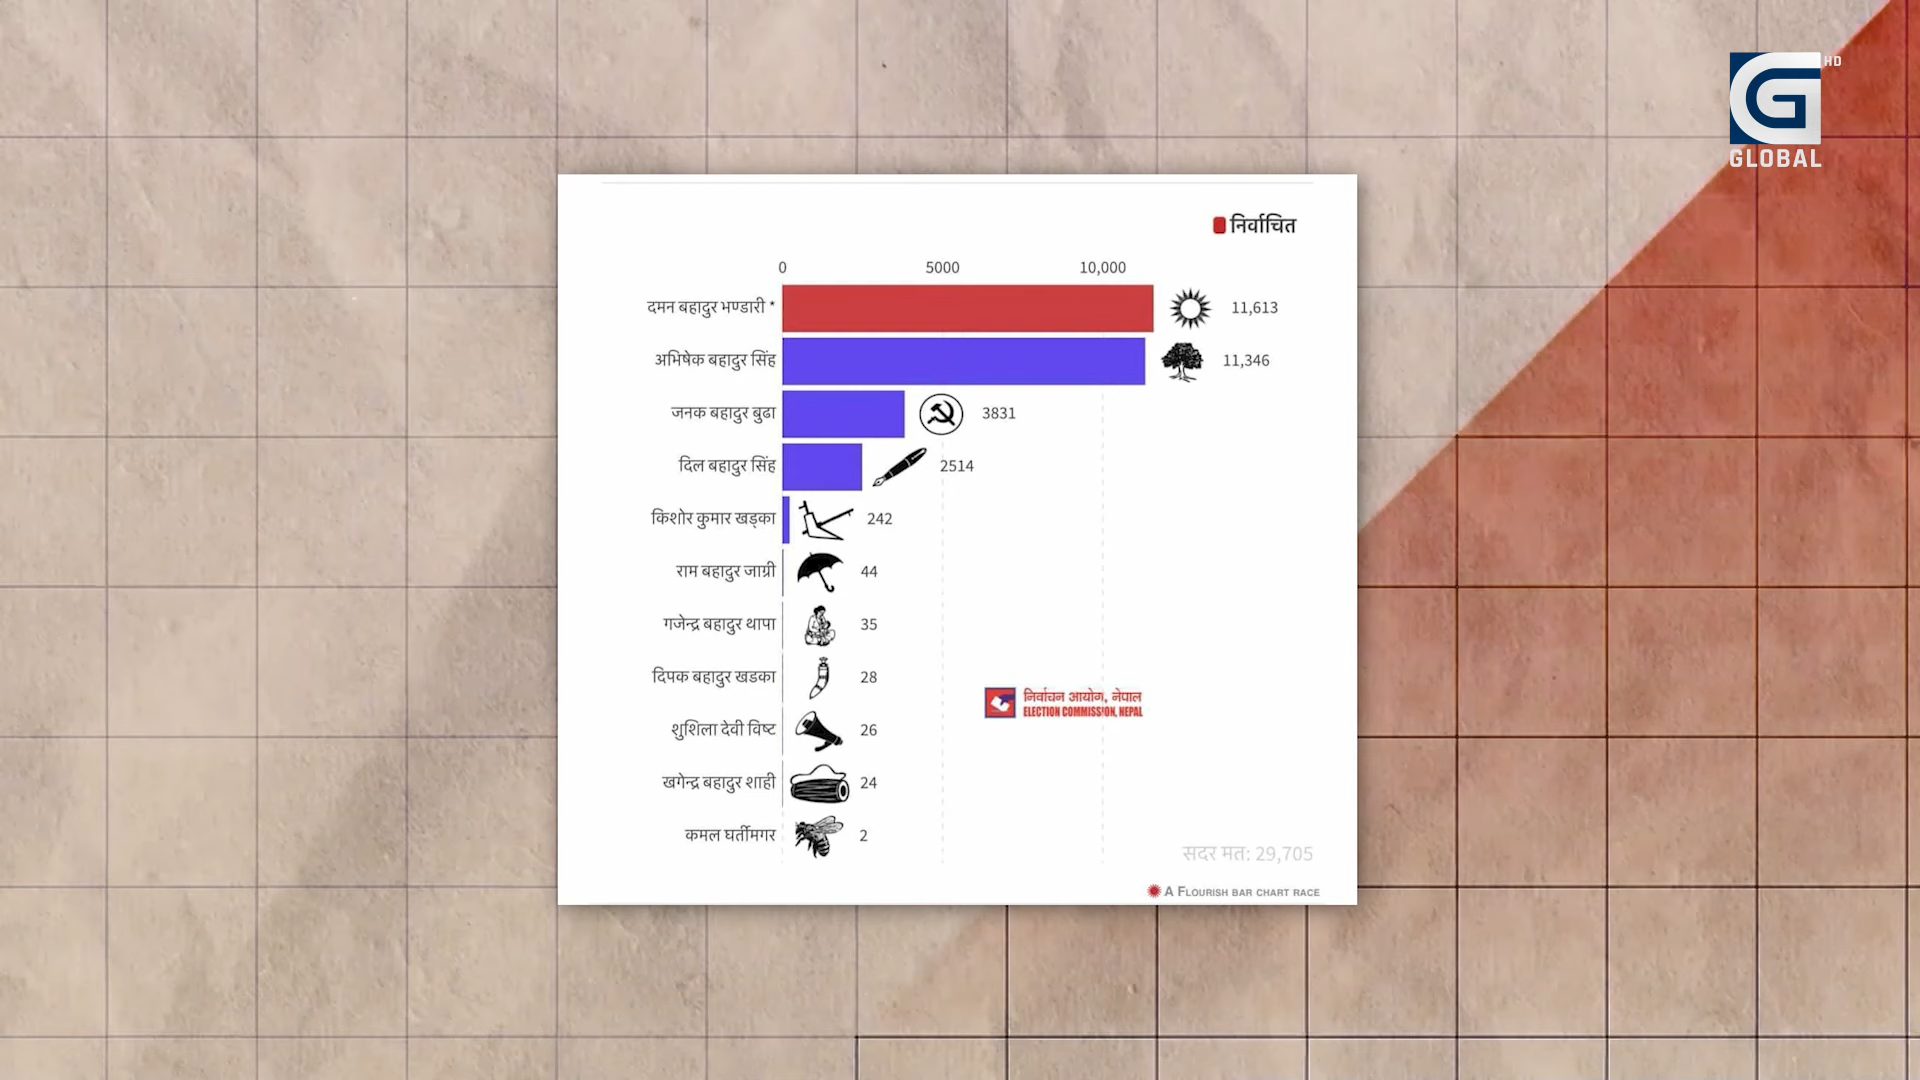 HD
GLOBAL
निर्वाचित
0 5000 10,000
दमन बहादुर भण्डारी * 11,613
अभिषेक बहादुर सिंह 11,346
जनक बहादुर बुढा 3831
दिल बहादुर सिंह 2514
किशोर कुमार खड्का 242
राम बहादुर जाग्री 44
गजेन्द्र बहादुर थापा 35
दिपक बहादुर खडका 28
निर्वाचन आयोग, नेपाल
ELECTION COMMISSION, NEPAL
शुशिला देवी विष्ट 26
खगेन्द्र बहादुर शाही 24
कमल घर्तीमगर 2
सदर मत: 29,705
A FLOURISH BAR CHART RACE